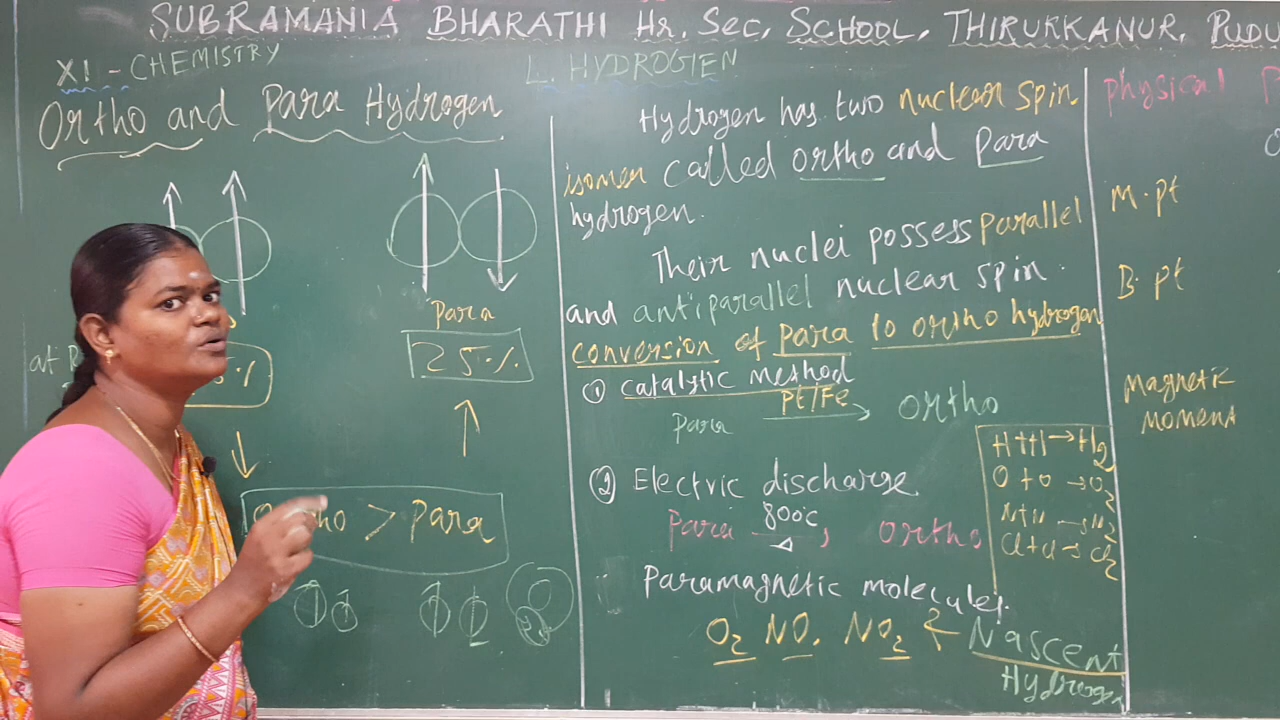 SUBRAMANIA BHARATHI Hr. Sec. SCHOOL, THIRUKKANUR, PUDU
XI - CHEMISTRY
L. HYDROGEN
Ortho and Para Hydrogen
Para
at
25%
Ortho > Para
Hydrogen has two nuclear spin
isomer called ortho and Para
hydrogen.
Their nuclei possess parallel
and antiparallel nuclear spin.
conversion of para to ortho hydrogen
① catalytic method
Para Pt/Fe → ortho
② Electric discharge
Para 800°C Δ ortho
H+H → H2
O+O → O2
N+N → N2
Cl+Cl → Cl2
Paramagnetic molecules.
O2 NO, NO2
Nascent
Hydrogen
Physical P
M.pt
B.pt
Magnetic
moment